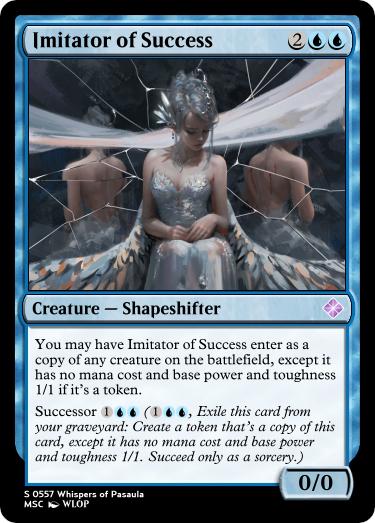 Imitator of Success 2
Creature — Shapeshifter
You may have Imitator of Success enter as a
copy of any creature on the battlefield, except it
has no mana cost and base power and toughness
1/1 if it's a token.
Successor 1 (1, Exile this card from
your graveyard: Create a token that's a copy of this
card, except it has no mana cost and base power
and toughness 1/1. Succeed only as a sorcery.)
0/0
S 0557 Whispers of Pasaula
MSC WLOP